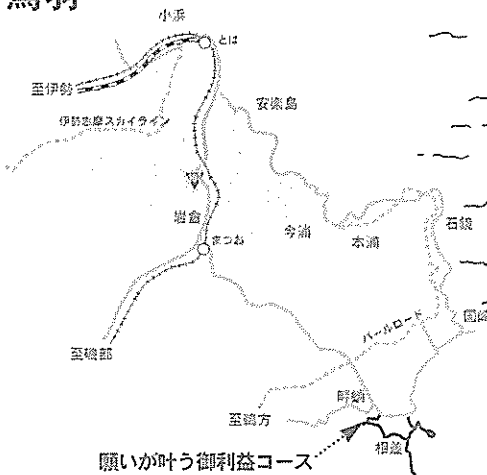 鳥羽
小浜
とば
至伊勢
安楽島
伊勢志摩スカイライン
岩倉
今浦
本浦
石鏡
まつお
国崎
パールロード
至磯部
畔蛸
至鵜方
相差
願いが叶う御利益コース